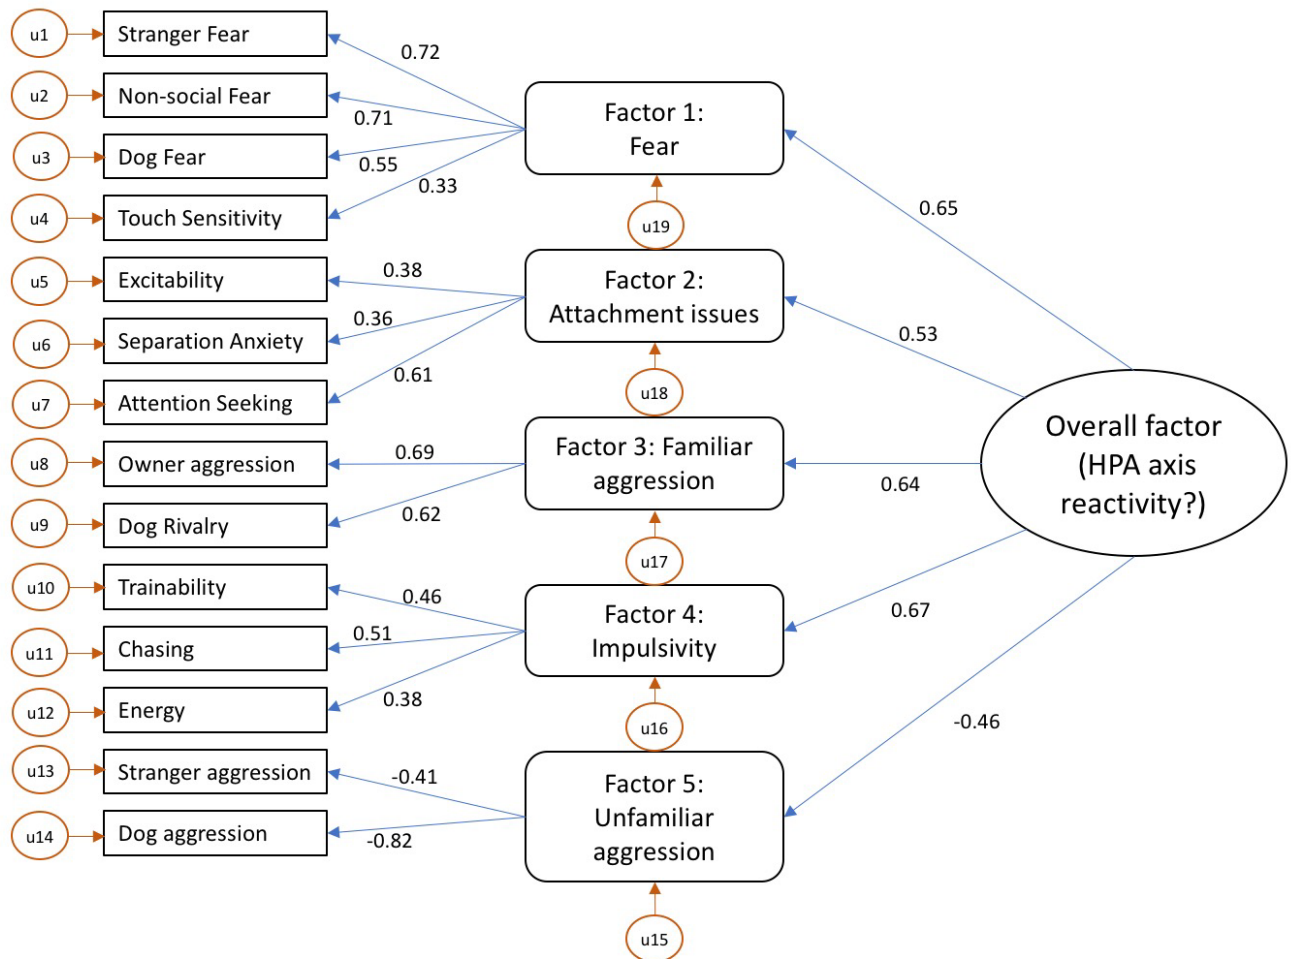 u1
Stranger Fear
0.72
u2
Non-social Fear
0.71
u3
Dog Fear
0.55
u4
Touch Sensitivity
0.33
u5
Excitability
0.38
u6
Separation Anxiety
0.36
u7
Attention Seeking
0.61
u8
Owner aggression
0.69
u9
Dog Rivalry
0.62
u10
Trainability
0.46
u11
Chasing
0.51
u12
Energy
0.38
u13
Stranger aggression
-0.41
u14
Dog aggression
-0.82
Factor 1:
Fear
u19
Factor 2:
Attachment issues
u18
Factor 3: Familiar
aggression
u17
Factor 4:
Impulsivity
u16
Factor 5:
Unfamiliar
aggression
u15
0.65
0.53
0.64
0.67
-0.46
Overall factor
(HPA axis
reactivity?)